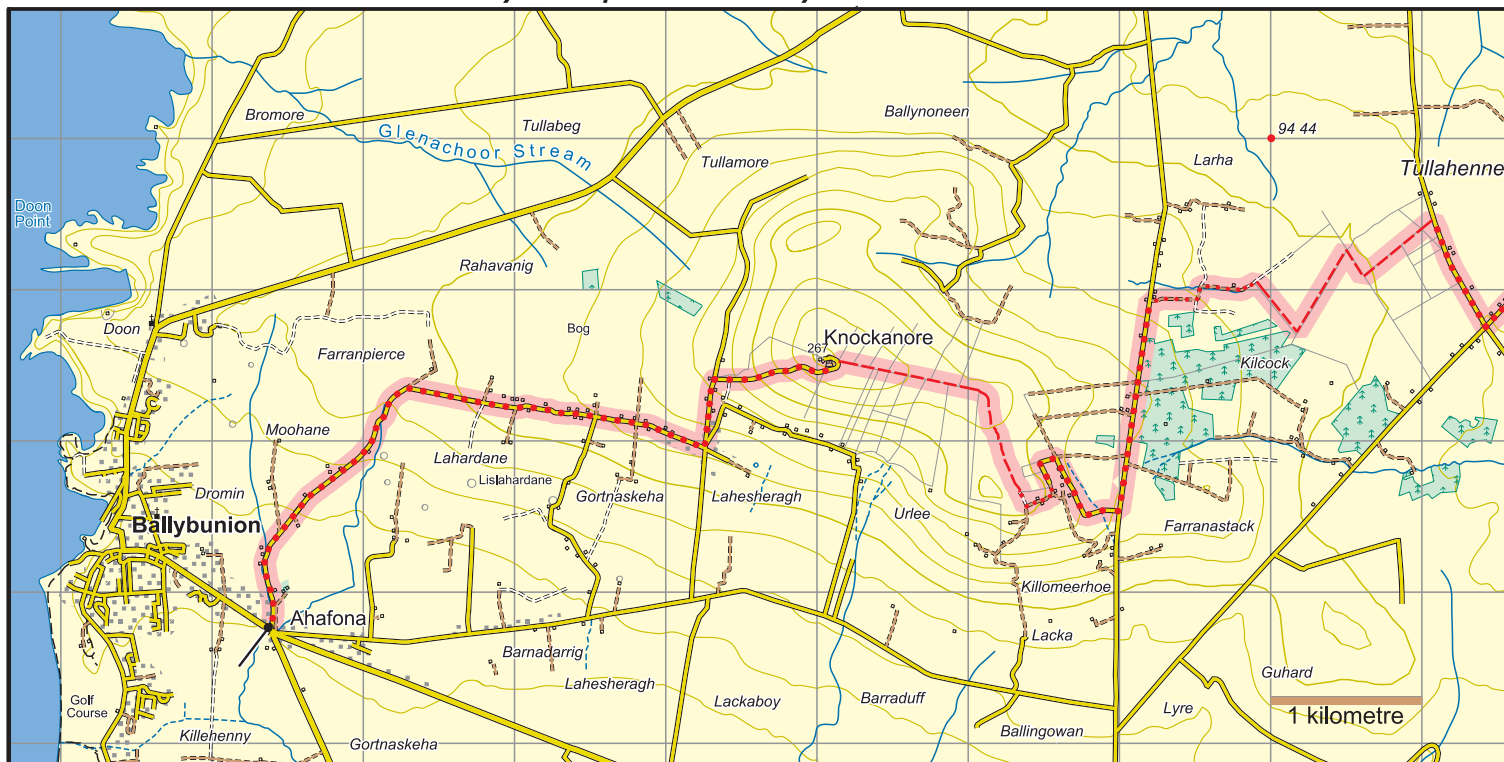 Bromore
Tullabeg
Ballynoneen
Glenachoor Stream
94 44
Tullamore
Larha
Tullahenne
Doon
Point
Rahavanig
Doon
Bog
267
Knockanore
Farranpierce
Kilcock
Moohane
Lahardane
Lislahardane
Dromin
Gortnaskeha
Lahesheragh
Urlee
Ballybunion
Farranastack
Killomeerhoe
Ahafona
Lacka
Barnadarrig
Guhard
Lahesheragh
Golf
Course
Lackaboy
Barraduff
Lyre
1 kilometre
Killehenny
Gortnaskeha
Ballingowan